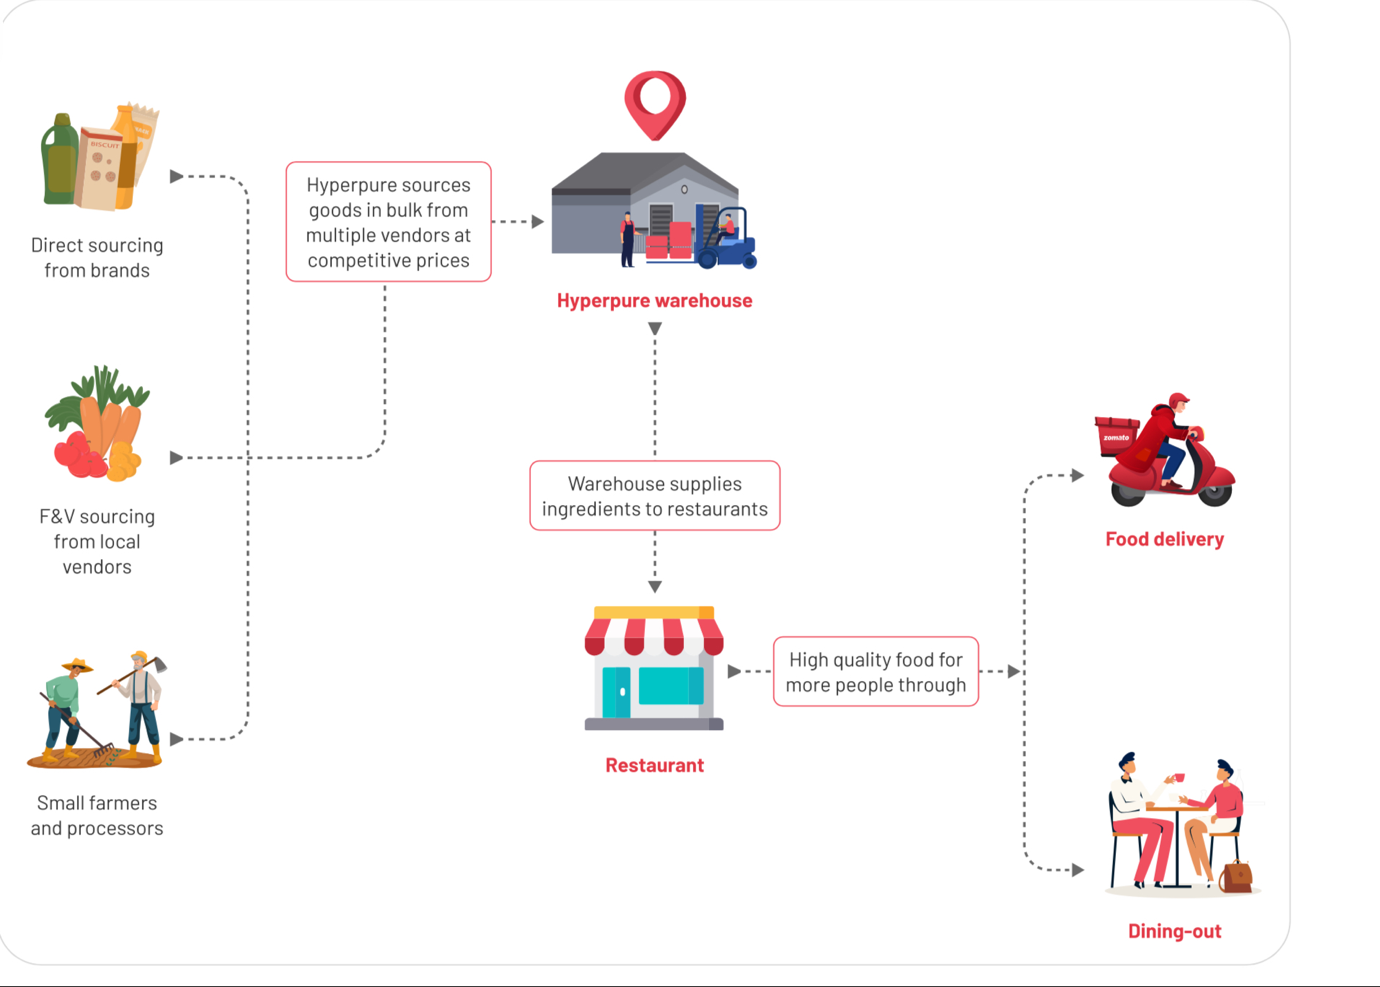 BISCUIT
Direct sourcing
from brands
Hyperpure sources
goods in bulk from
multiple vendors at
competitive prices
Hyperpure warehouse
F&V sourcing
from local
vendors
Warehouse supplies
ingredients to restaurants
zomato
Food delivery
Small farmers
and processors
Restaurant
High quality food for
more people through
Dining-out